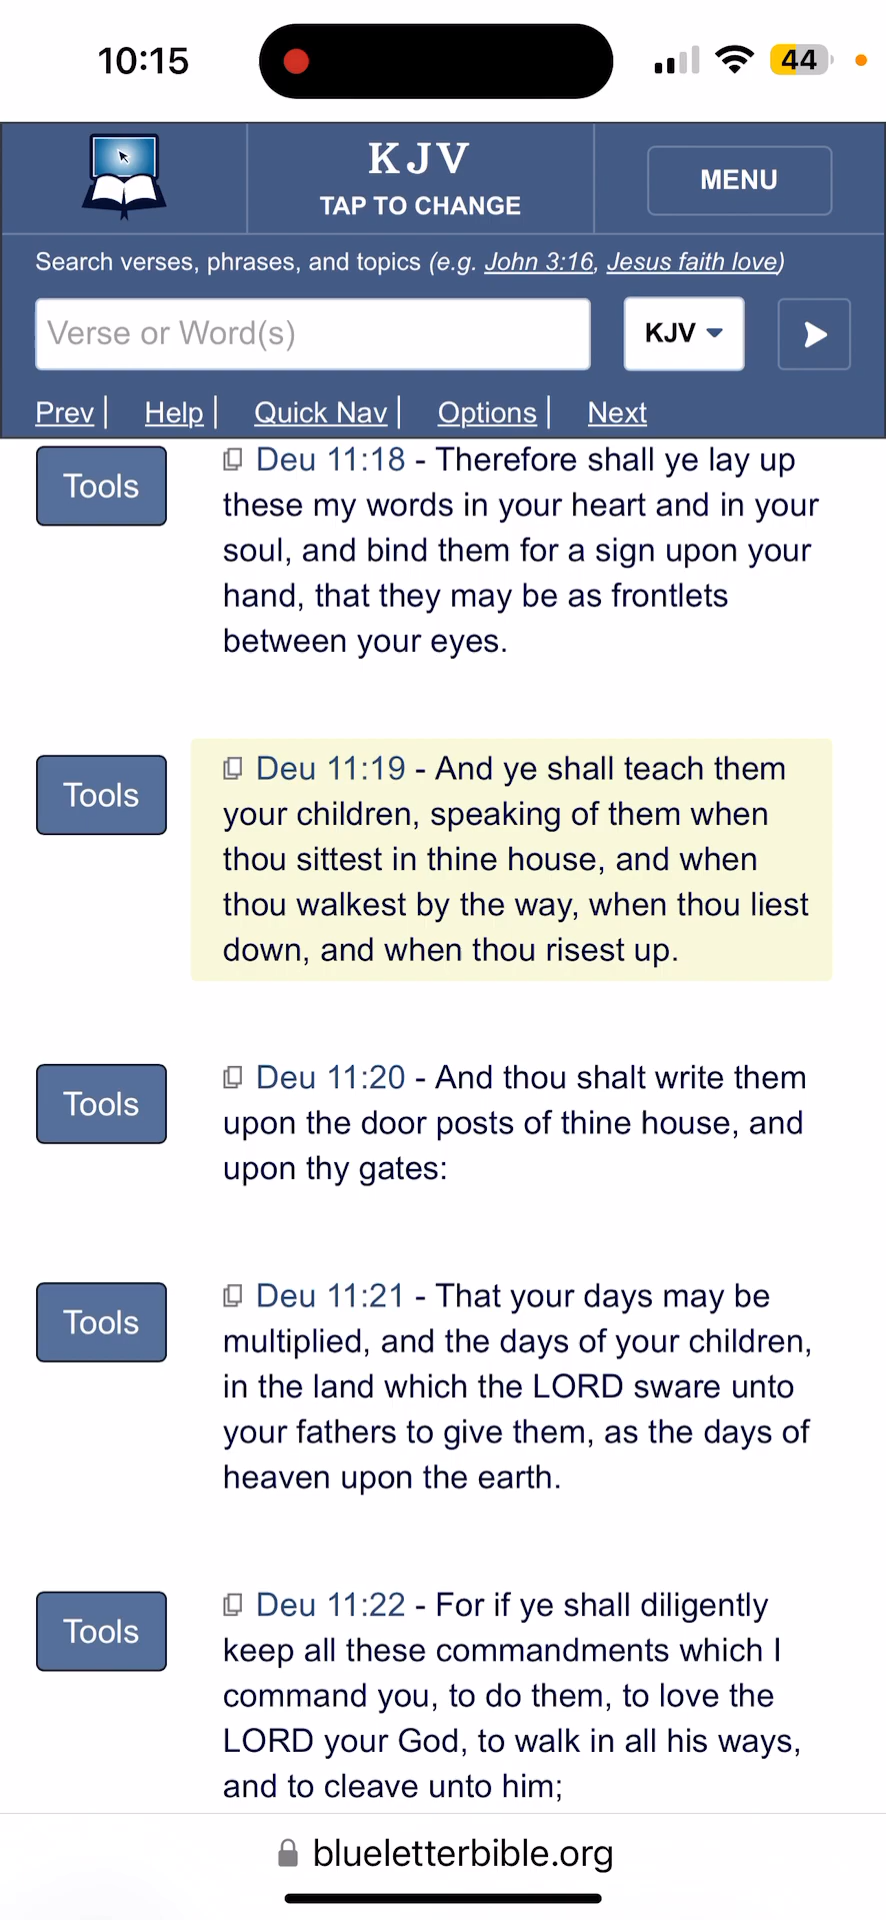 10:15
44
KJV
TAP TO CHANGE
MENU
Search verses, phrases, and topics (e.g. John 3:16, Jesus faith love)
Verse or Word(s)
KJV
Prev | Help | Quick Nav | Options | Next
Tools
Deu 11:18 - Therefore shall ye lay up
these my words in your heart and in your
soul, and bind them for a sign upon your
hand, that they may be as frontlets
between your eyes.
Tools
Deu 11:19 - And ye shall teach them
your children, speaking of them when
thou sittest in thine house, and when
thou walkest by the way, when thou liest
down, and when thou risest up.
Tools
Deu 11:20 - And thou shalt write them
upon the door posts of thine house, and
upon thy gates:
Tools
Deu 11:21 - That your days may be
multiplied, and the days of your children,
in the land which the LORD sware unto
your fathers to give them, as the days of
heaven upon the earth.
Tools
Deu 11:22 - For if ye shall diligently
keep all these commandments which I
command you, to do them, to love the
LORD your God, to walk in all his ways,
and to cleave unto him;
blueletterbible.org